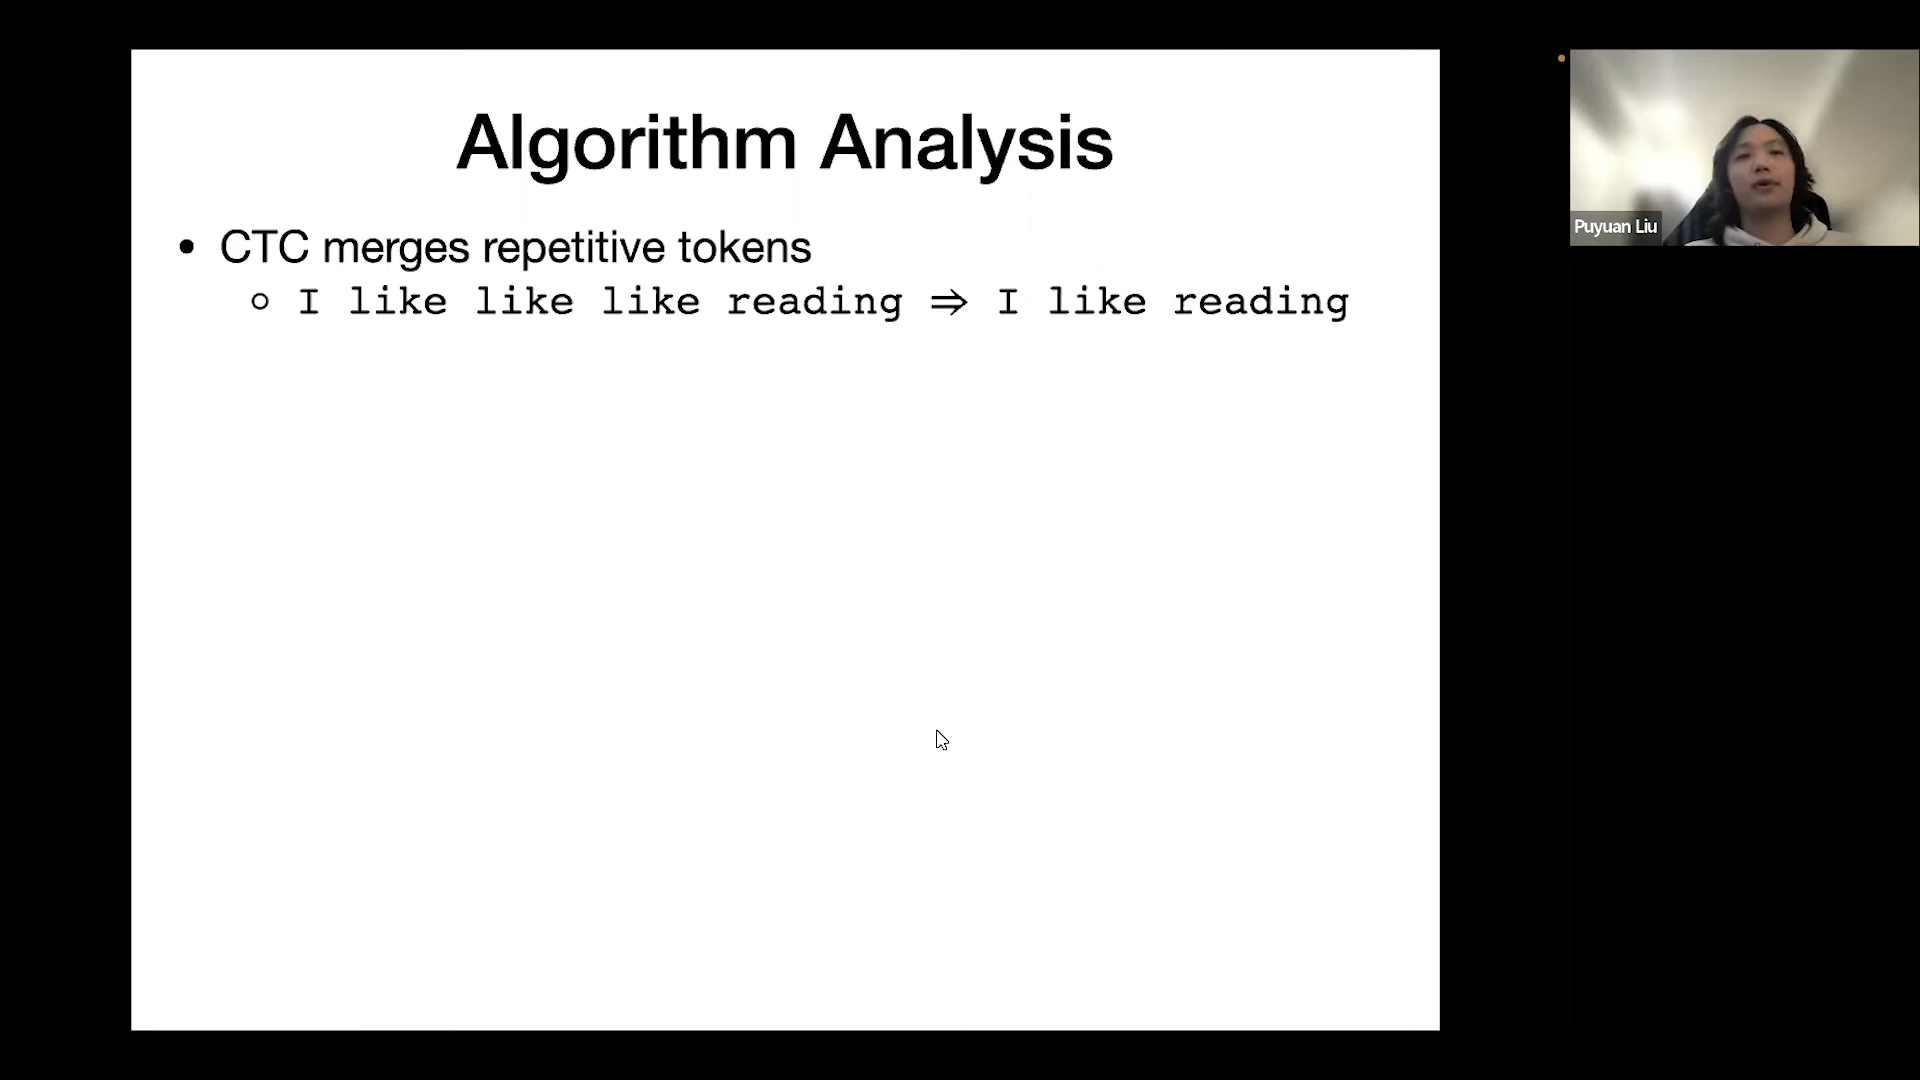 Algorithm Analysis
• CTC merges repetitive tokens
○ I like like like reading ⇒ I like reading
Puyuan Liu